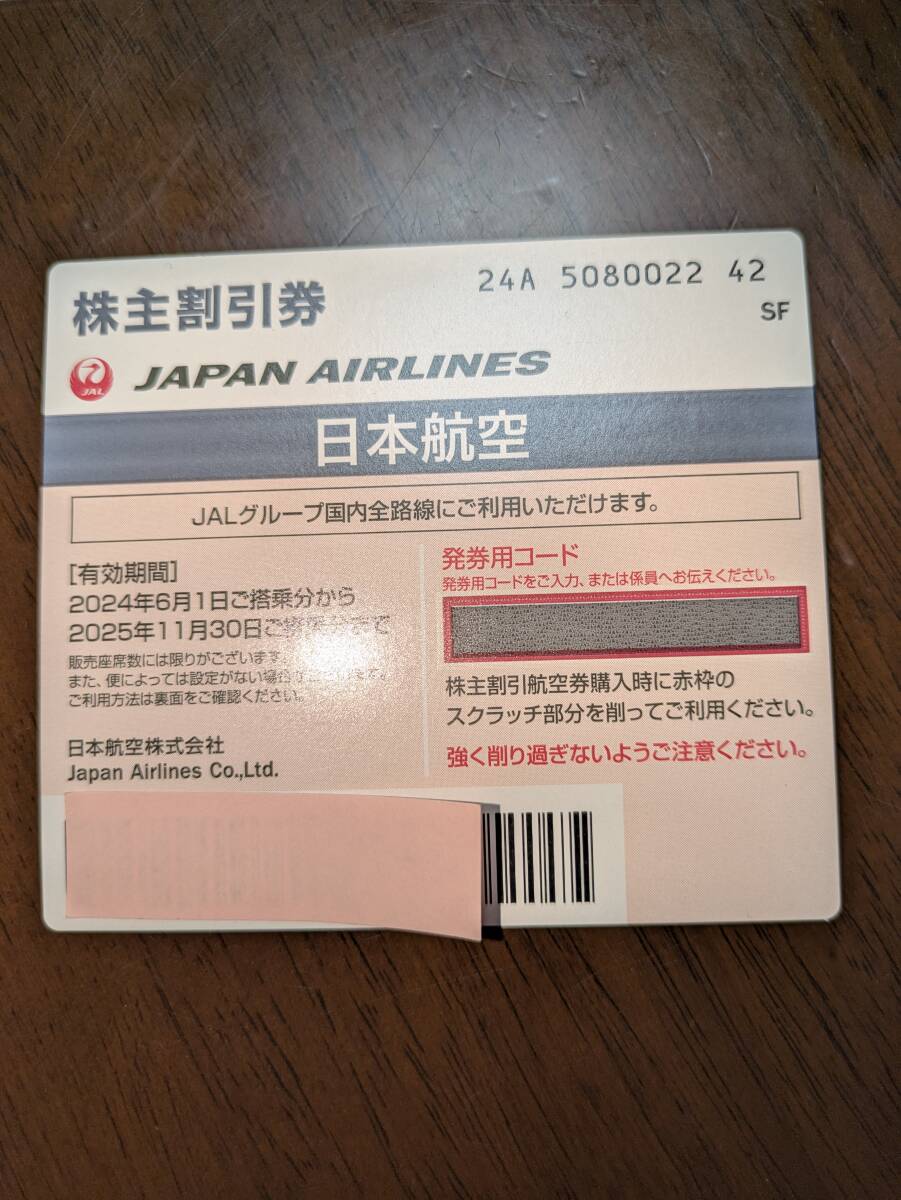 株主割引券
24A 5080022 42
SF
JAL
JAPAN AIRLINES
日本航空
JALグループ国内全路線にご利用いただけます。
[有効期間]
2024年6月1日ご搭乗分から
2025年11月30日ご搭乗分まで
販売座席数には限りがございます。
また、便によっては設定がない場合
ご利用方法は裏面をご確認ください。
日本航空株式会社
Japan Airlines Co.,Ltd.
発券用コード
発券用コードをご入力、または係員へお伝えください。
株主割引航空券購入時に赤枠の
スクラッチ部分を削ってご利用ください。
強く削り過ぎないようご注意ください。